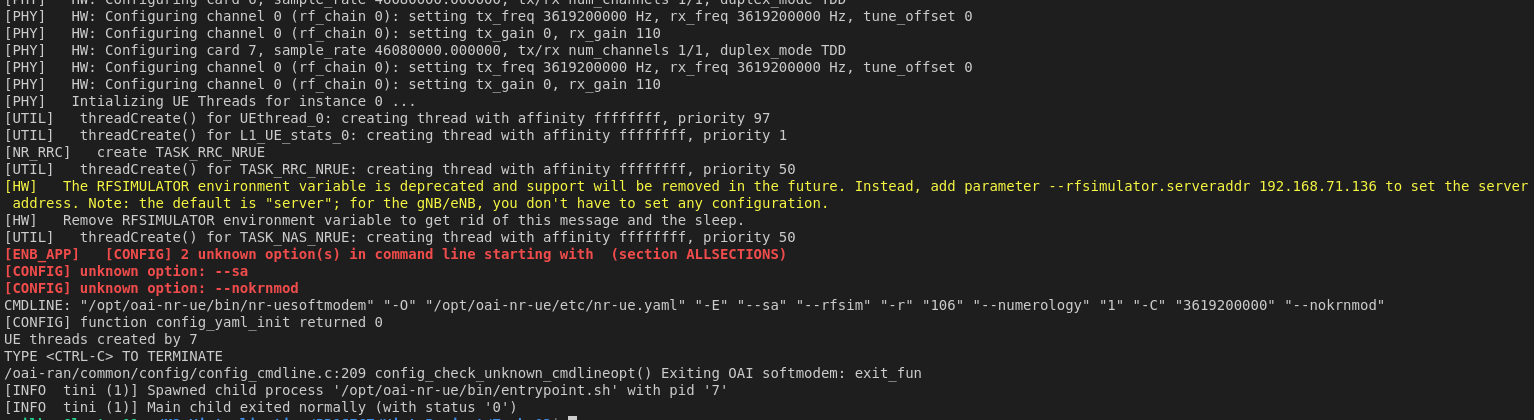 [PHY]   HW: Configuring card 6, sample_rate 46080000.000000, tx/rx num_channels 1/1, duplex_mode TDD
[PHY]   HW: Configuring channel 0 (rf_chain 0): setting tx_freq 3619200000 Hz, rx_freq 3619200000 Hz, tune_offset 0
[PHY]   HW: Configuring channel 0 (rf_chain 0): setting tx_gain 0, rx_gain 110
[PHY]   HW: Configuring card 7, sample_rate 46080000.000000, tx/rx num_channels 1/1, duplex_mode TDD
[PHY]   HW: Configuring channel 0 (rf_chain 0): setting tx_freq 3619200000 Hz, rx_freq 3619200000 Hz, tune_offset 0
[PHY]   HW: Configuring channel 0 (rf_chain 0): setting tx_gain 0, rx_gain 110
[PHY]   Intializing UE Threads for instance 0 ...
[UTIL]   threadCreate() for UEthread_0: creating thread with affinity ffffffff, priority 97
[UTIL]   threadCreate() for L1_UE_stats_0: creating thread with affinity ffffffff, priority 1
[NR_RRC]   create TASK_RRC_NRUE
[UTIL]   threadCreate() for TASK_RRC_NRUE: creating thread with affinity ffffffff, priority 50
[HW]   The RFSIMULATOR environment variable is deprecated and support will be removed in the future. Instead, add parameter --rfsimulator.serveraddr 192.168.71.136 to set the server
address. Note: the default is "server"; for the gNB/eNB, you don't have to set any configuration.
[HW]   Remove RFSIMULATOR environment variable to get rid of this message and the sleep.
[UTIL]   threadCreate() for TASK_NAS_NRUE: creating thread with affinity ffffffff, priority 50
[ENB_APP]   [CONFIG] 2 unknown option(s) in command line starting with  (section ALLSECTIONS)
[CONFIG] unknown option: --sa
[CONFIG] unknown option: --nokrnmod
CMDLINE: "/opt/oai-nr-ue/bin/nr-uesoftmodem" "-O" "/opt/oai-nr-ue/etc/nr-ue.yaml" "-E" "--sa" "--rfsim" "-r" "106" "--numerology" "1" "-C" "3619200000" "--nokrnmod"
[CONFIG] function config_yaml_init returned 0
UE threads created by 7
TYPE <CTRL-C> TO TERMINATE
/oai-ran/common/config/config_cmdline.c:209 config_check_unknown_cmdlineopt() Exiting OAI softmodem: exit_fun
[INFO  tini (1)] Spawned child process '/opt/oai-nr-ue/bin/entrypoint.sh' with pid '7'
[INFO  tini (1)] Main child exited normally (with status '0')